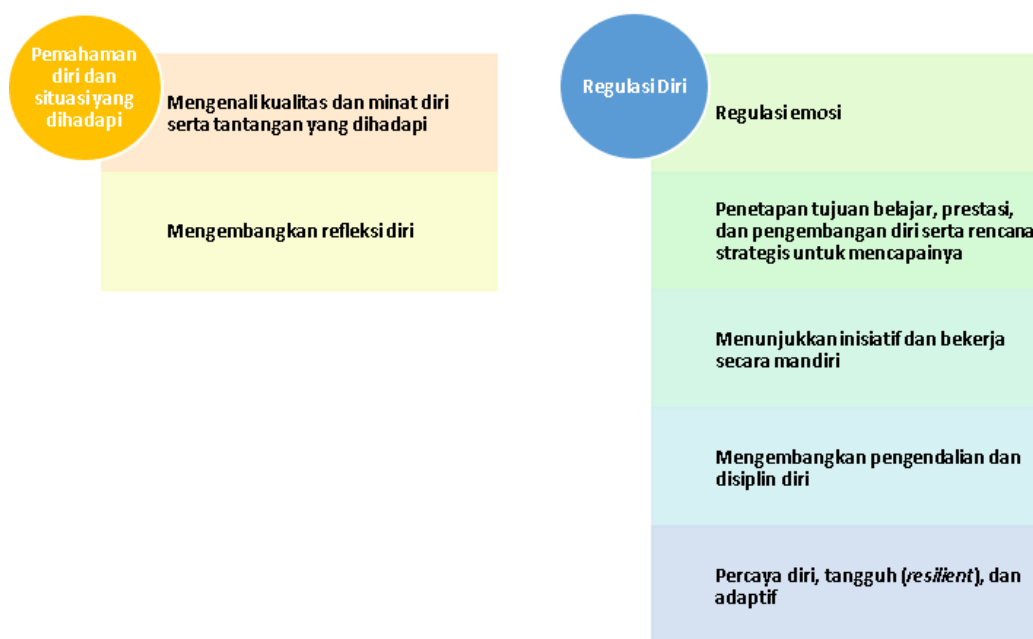 Pemahaman
diri dan
situasi yang
dihadapi
Mengenali kualitas dan minat diri
serta tantangan yang dihadapi
Mengembangkan refleksi diri
Regulasi Diri
Regulasi emosi
Penetapan tujuan belajar, prestasi,
dan pengembangan diri serta rencana
strategis untuk mencapainya
Menunjukkan inisiatif dan bekerja
secara mandiri
Mengembangkan pengendalian dan
disiplin diri
Percaya diri, tangguh (resilient), dan
adaptif